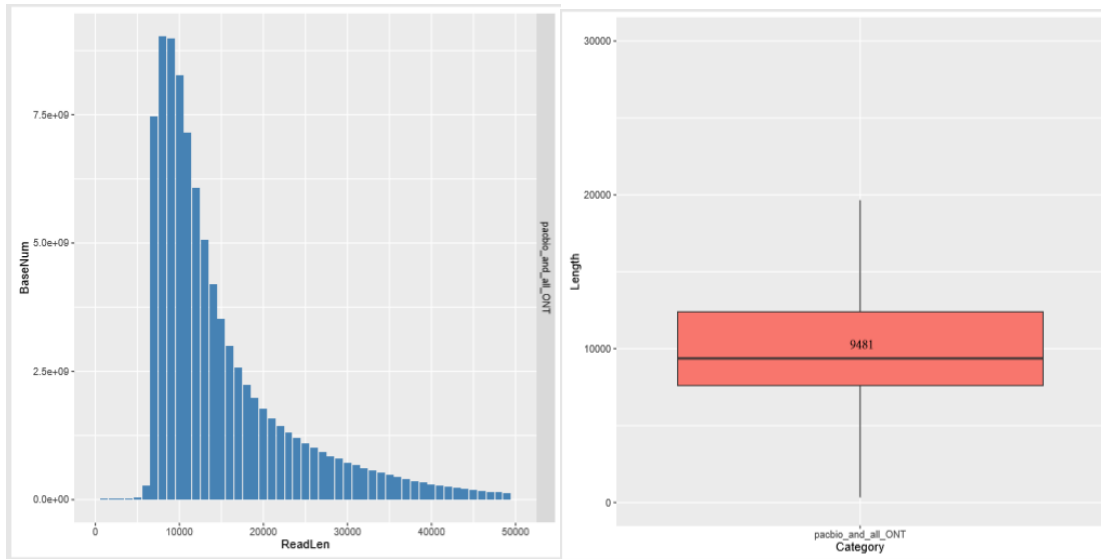 7.5e+09
5.0e+09
2.5e+09
0.0e+00
BaseNum
0 10000 20000 30000 40000 50000
ReadLen
pacbio_and_all_ONT
30000
20000
10000
0
Length
9481
pacbio_and_all_ONT
Category